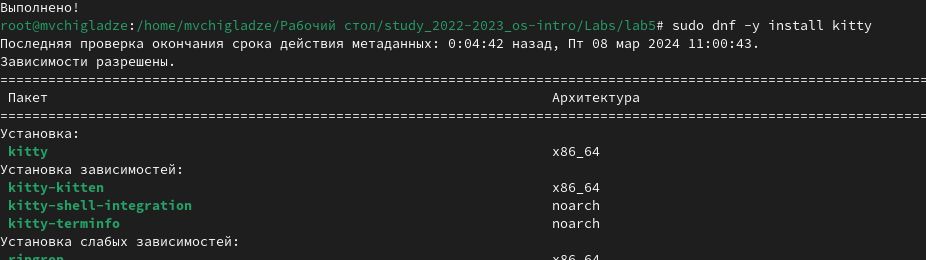 Выполнено!
root@mvchigladze:/home/mvchigladze/Рабочий стол/study_2022-2023_os-intro/Labs/lab5# sudo dnf -y install kitty
Последняя проверка окончания срока действия метаданных: 0:04:42 назад, Пт 08 мар 2024 11:00:43.
Зависимости разрешены.
================================================================================================================
Пакет Архитектура
================================================================================================================
Установка:
kitty x86_64
Установка зависимостей:
kitty-kitten x86_64
kitty-shell-integration noarch
kitty-terminfo noarch
Установка слабых зависимостей:
ripgrep x86_64